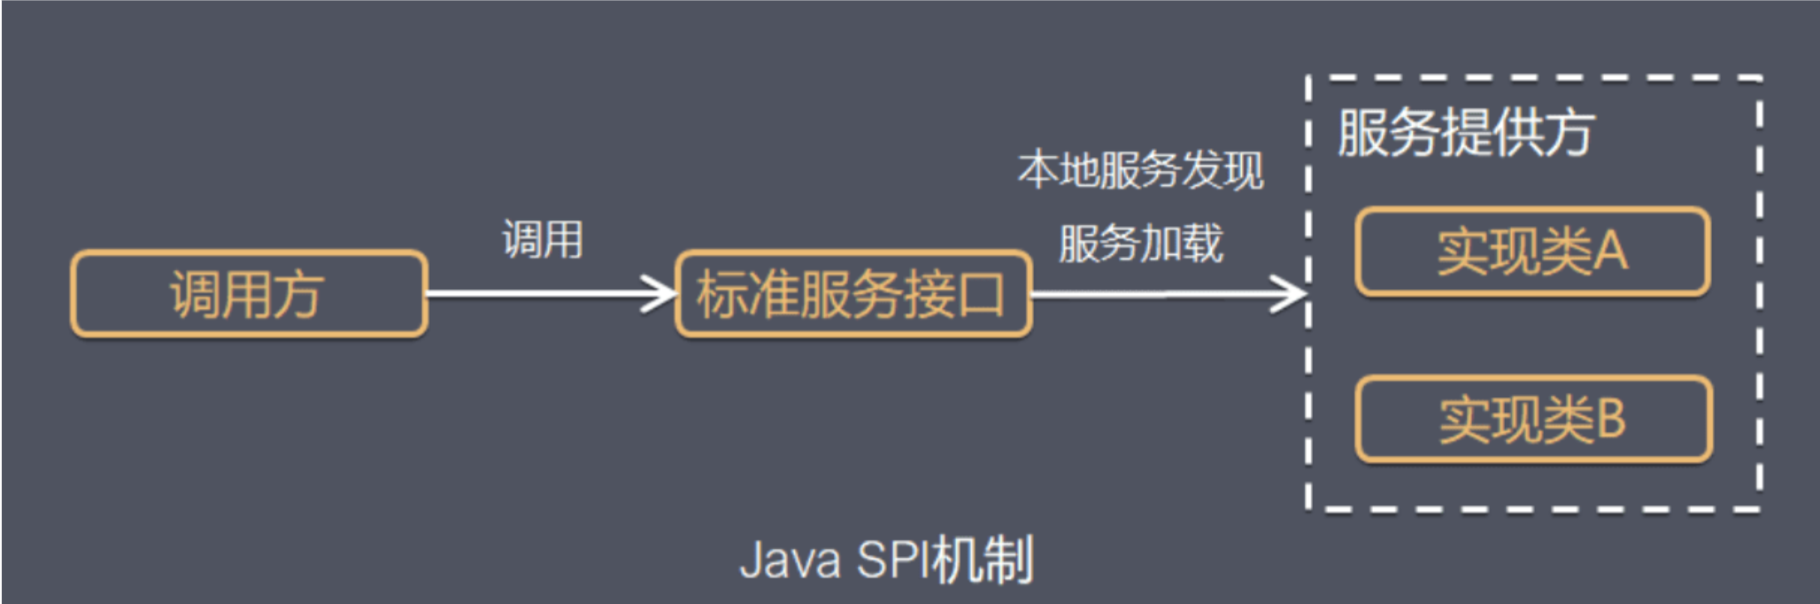 调用方
调用
标准服务接口
本地服务发现
服务加载
服务提供方
实现类A
实现类B
Java SPI机制